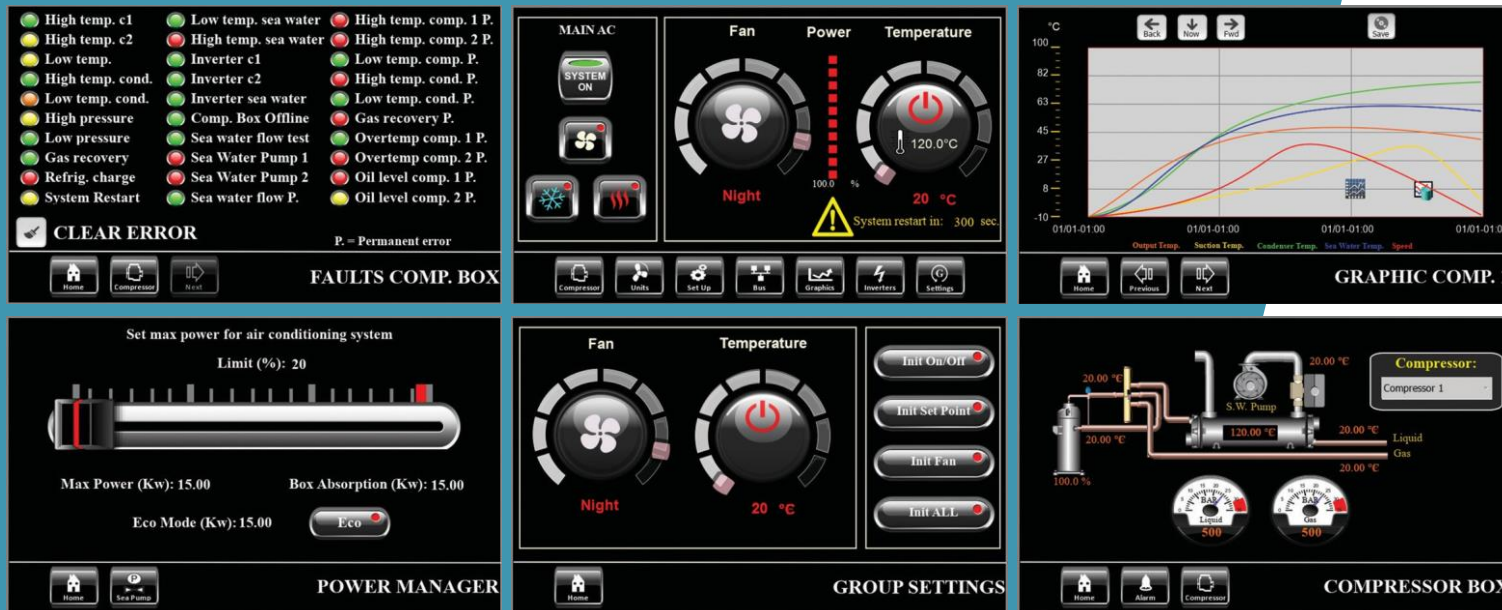 High temp. c1
High temp. c2
Low temp.
High temp. cond.
Low temp. cond.
High pressure
Low pressure
Gas recovery
Refrig. charge
System Restart
Low temp. sea water
High temp. sea water
Inverter c1
Inverter c2
Inverter sea water
Comp. Box Offline
Sea water flow test
Sea Water Pump 1
Sea Water Pump 2
Sea water flow P.
High temp. comp. 1 P.
High temp. comp. 2 P.
Low temp. comp. P.
High temp. cond. P.
Low temp. cond. P.
Gas recovery P.
Overtemp comp. 1 P.
Overtemp comp. 2 P.
Oil level comp. 1 P.
Oil level comp. 2 P.
CLEAR ERROR
P. = Permanent error
Home
Compressor
Next
FAULTS COMP. BOX
MAIN AC
SYSTEM
ON
Fan
Power
Temperature
120.0°C
Night
100.0 %
20 °C
System restart in: 300 sec.
Compressor
Units
Set Up
Bus
Graphics
Inverters
G
Settings
°C
Back
Now
Fwd
Save
100
82
63
45
27
8
-10
01/01-01:00
01/01-01:00
01/01-01:00
01/01-01:0
Output Temp. Suction Temp. Condenser Temp. Sea Water Temp. Speed
Home
Previous
Next
GRAPHIC COMP.
Set max power for air conditioning system
Limit (%): 20
Max Power (Kw): 15.00
Box Absorption (Kw): 15.00
Eco Mode (Kw): 15.00
Eco
Home
P
Sea Pump
POWER MANAGER
Fan
Temperature
Night
20 °C
Init On/Off
Init Set Point
Init Fan
Init ALL
Home
GROUP SETTINGS
20.00 °C
Compressor:
Compressor 1
20.00 °C
S.W. Pump
120.00 °C
20.00 °C
20.00 °C
Liquid
Gas
20.00 °C
100.0 %
BAR
Liquid
500
BAR
Gas
500
Home
Alarm
Compressor
COMPRESSOR BOX